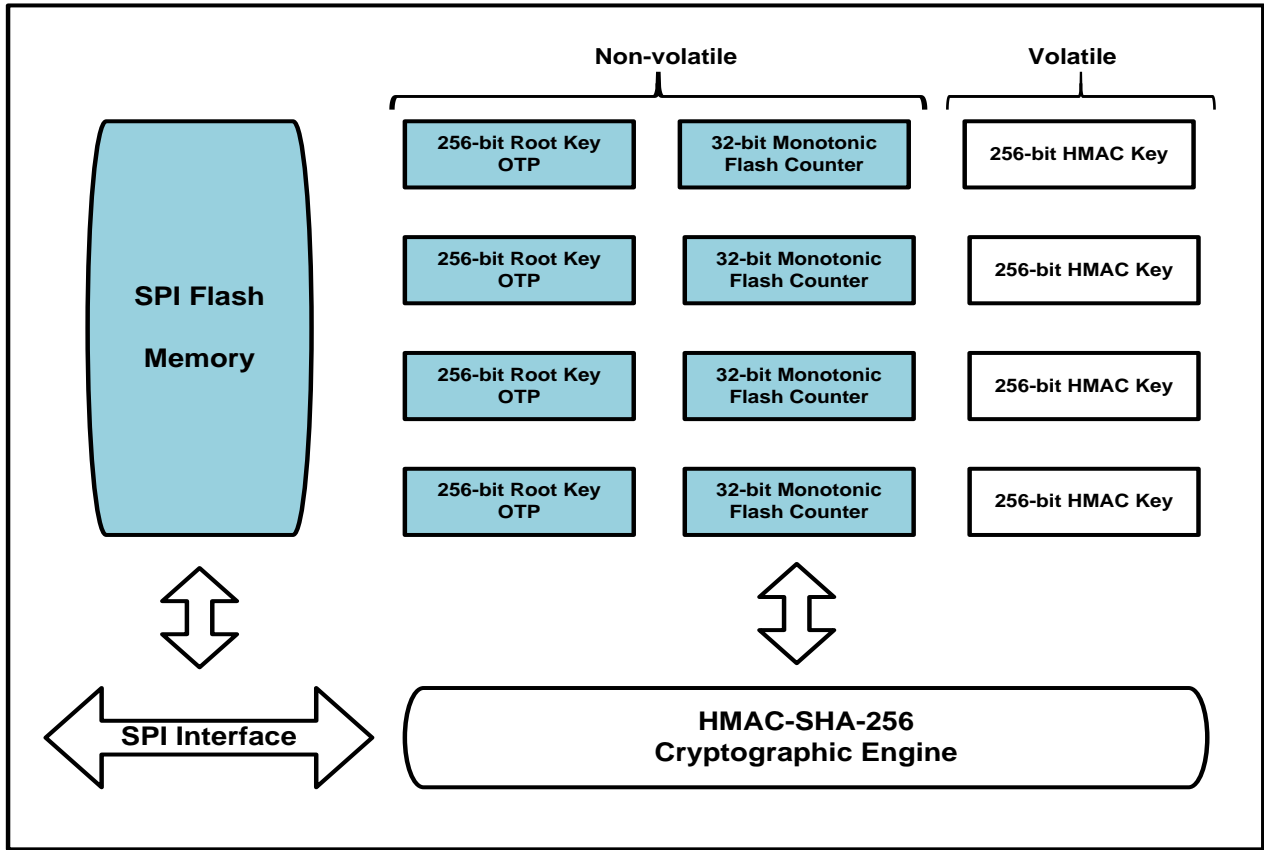 Non-volatile
Volatile
SPI Flash
Memory
256-bit Root Key
OTP
32-bit Monotonic
Flash Counter
256-bit HMAC Key
256-bit Root Key
OTP
32-bit Monotonic
Flash Counter
256-bit HMAC Key
256-bit Root Key
OTP
32-bit Monotonic
Flash Counter
256-bit HMAC Key
256-bit Root Key
OTP
32-bit Monotonic
Flash Counter
256-bit HMAC Key
SPI Interface
HMAC-SHA-256
Cryptographic Engine